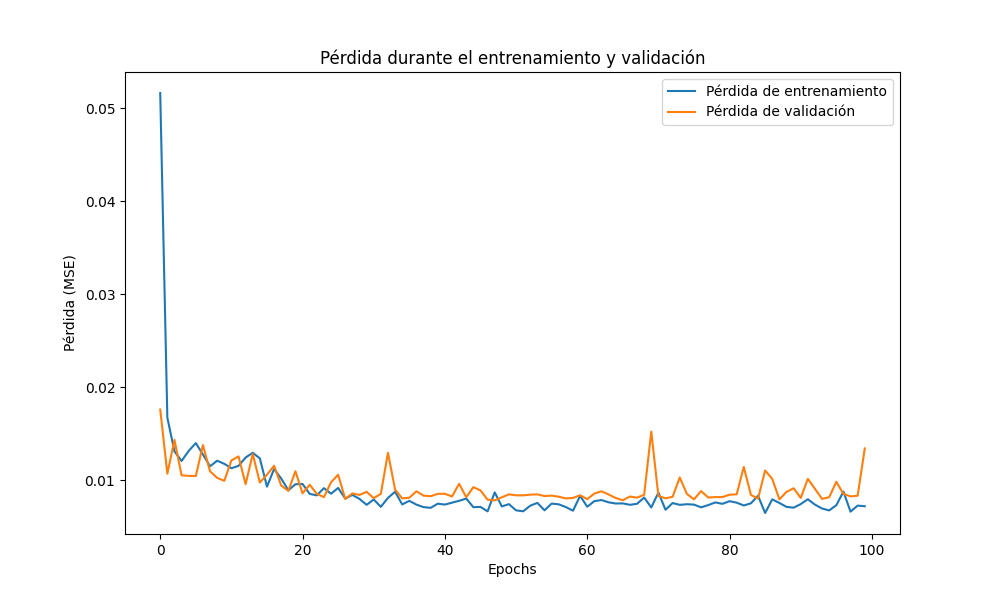 Pérdida durante el entrenamiento y validación
Pérdida de entrenamiento
Pérdida de validación
Pérdida (MSE)
0.05
0.04
0.03
0.02
0.01
0 20 40 60 80 100
Epochs